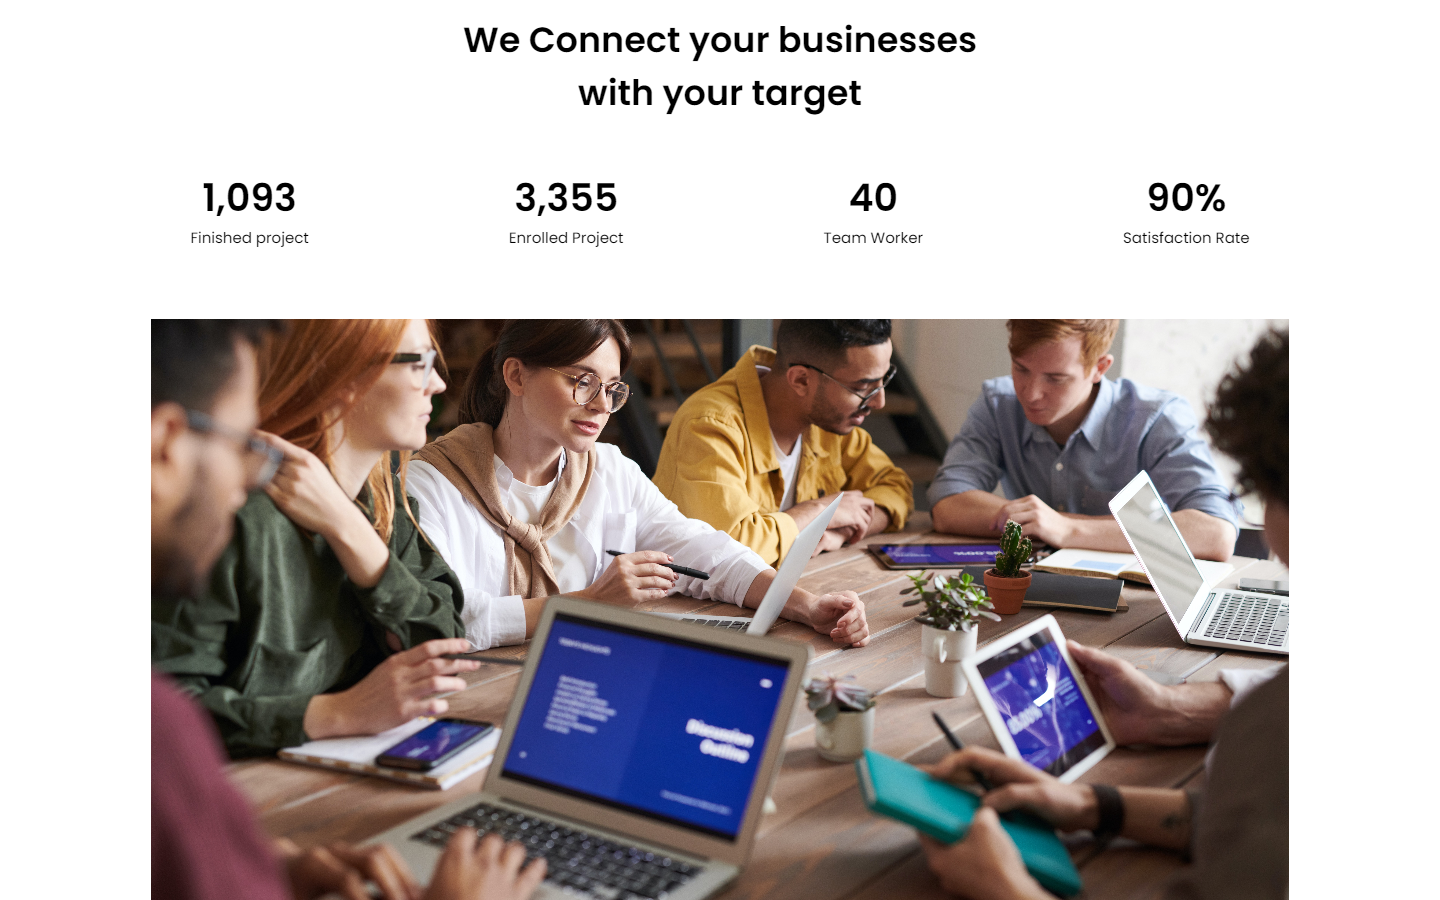 We Connect your businesses
with your target
1,093
3,355
40
90%
Finished project
Enrolled Project
Team Worker
Satisfaction Rate
Discussion
Outline